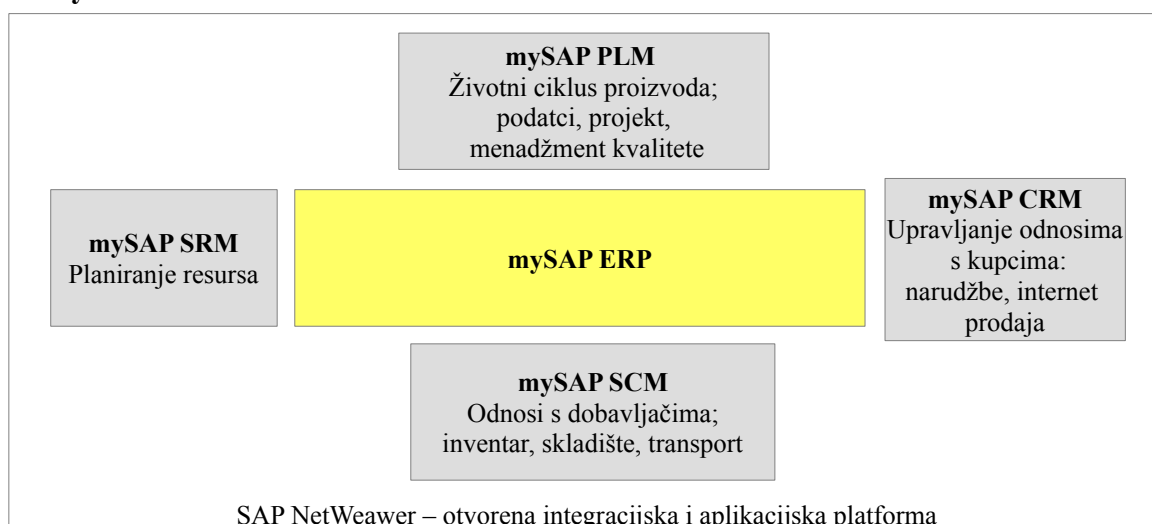 mySAP PLM
Životni ciklus proizvoda;
podatci, projekt,
menadžment kvalitete
mySAP SRM
Planiranje resursa
mySAP ERP
mySAP CRM
Upravljanje odnosima
s kupcima:
narudžbe, internet
prodaja
mySAP SCM
Odnosi s dobavljačima;
inventar, skladište, transport
SAP NetWeawer – otvorena integracijska i aplikacijska platforma